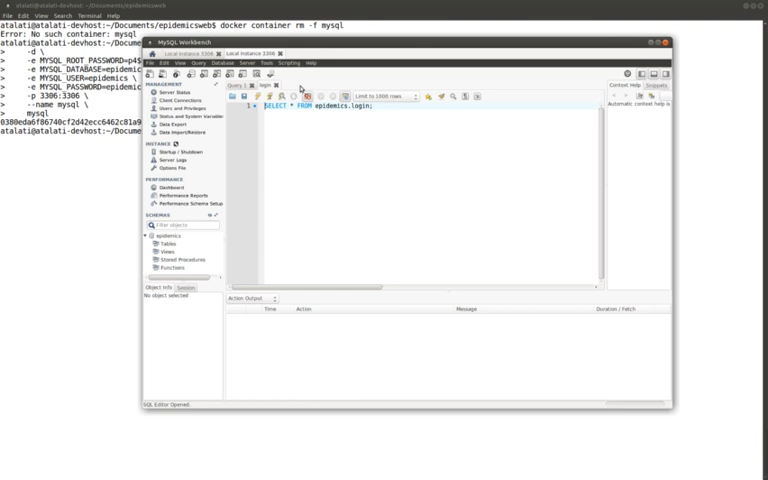 atalati@atalati-devhost: ~/Documents/epidemicsweb
File Edit View Search Terminal Help
atalati@atalati-devhost:~/Documents/epidemicsweb$ docker container rm -f mysql
Error: No such container: mysql
atalati@atalati-devhost:~/Docume
> -d \
> -e MYSQL_ROOT_PASSWORD=p4$
> -e MYSQL_DATABASE=epidemic
> -e MYSQL_USER=epidemics \
> -e MYSQL_PASSWORD=epidemic
> -p 3306:3306 \
> --name mysql \
> mysql
atalati@atalati-devhost:~/Docume
MySQL Workbench
Local instance 3306
Local instance 3306
File Edit View Query Database Server Tools Scripting Help
MANAGEMENT
Server Status
Client Connections
Users and Privileges
Status and System Variable
Data Export
Data Import/Restore
INSTANCE
Startup / Shutdown
Server Logs
Options File
PERFORMANCE
Dashboard
Performance Reports
Performance Schema Setup
SCHEMAS
Filter objects
epidemics
Tables
Views
Stored Procedures
Functions
Object Info Session
No object selected
Query 1 login
Limit to 1000 rows
1 SELECT * FROM epidemics.login;
Context Help Snippets
Automatic context help is
Action Output
Time Action Message Duration / Fetch
SQL Editor Opened.